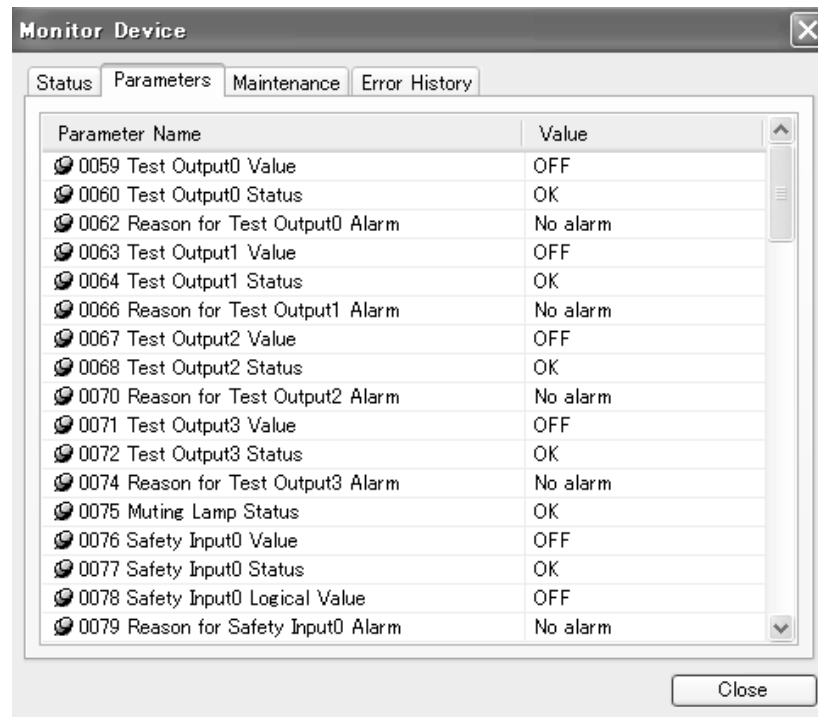 Monitor Device
Status Parameters Maintenance Error History
Parameter Name Value
0059 Test Output0 Value OFF
0060 Test Output0 Status OK
0062 Reason for Test Output0 Alarm No alarm
0063 Test Output1 Value OFF
0064 Test Output1 Status OK
0066 Reason for Test Output1 Alarm No alarm
0067 Test Output2 Value OFF
0068 Test Output2 Status OK
0070 Reason for Test Output2 Alarm No alarm
0071 Test Output3 Value OFF
0072 Test Output3 Status OK
0074 Reason for Test Output3 Alarm No alarm
0075 Muting Lamp Status OK
0076 Safety Input0 Value OFF
0077 Safety Input0 Status OK
0078 Safety Input0 Logical Value OFF
0079 Reason for Safety Input0 Alarm No alarm
Close